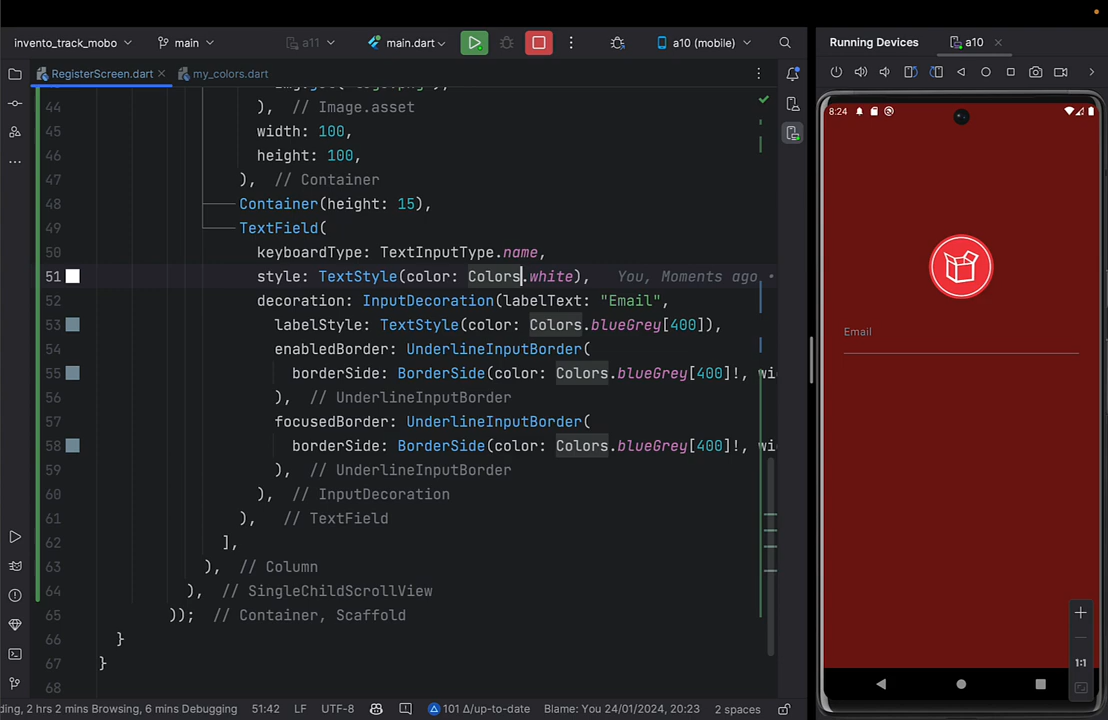 invento_track_mobo main a11 main.dart a10 (mobile) Running Devices a10
RegisterScreen.dart my_colors.dart
44 ), // Image.asset
45 width: 100,
46 height: 100,
47 ), // Container
48 Container(height: 15),
49 TextField(
50 keyboardType: TextInputType.name,
51 style: TextStyle(color: Colors.white), You, Moments ago •
52 decoration: InputDecoration(labelText: "Email",
53 labelStyle: TextStyle(color: Colors.blueGrey[400]),
54 enabledBorder: UnderlineInputBorder(
55 borderSide: BorderSide(color: Colors.blueGrey[400]!, wi
56 ), // UnderlineInputBorder
57 focusedBorder: UnderlineInputBorder(
58 borderSide: BorderSide(color: Colors.blueGrey[400]!, wi
59 ), // UnderlineInputBorder
60 ), // InputDecoration
61 ), // TextField
62 ],
63 ), // Column
64 ), // SingleChildScrollView
65 )); // Container, Scaffold
66 }
67 }
68
ding, 2 hrs 2 mins Browsing, 6 mins Debugging 51:42 LF UTF-8 101 Δ/up-to-date Blame: You 24/01/2024, 20:23 2 spaces
8:24
Email
1:1